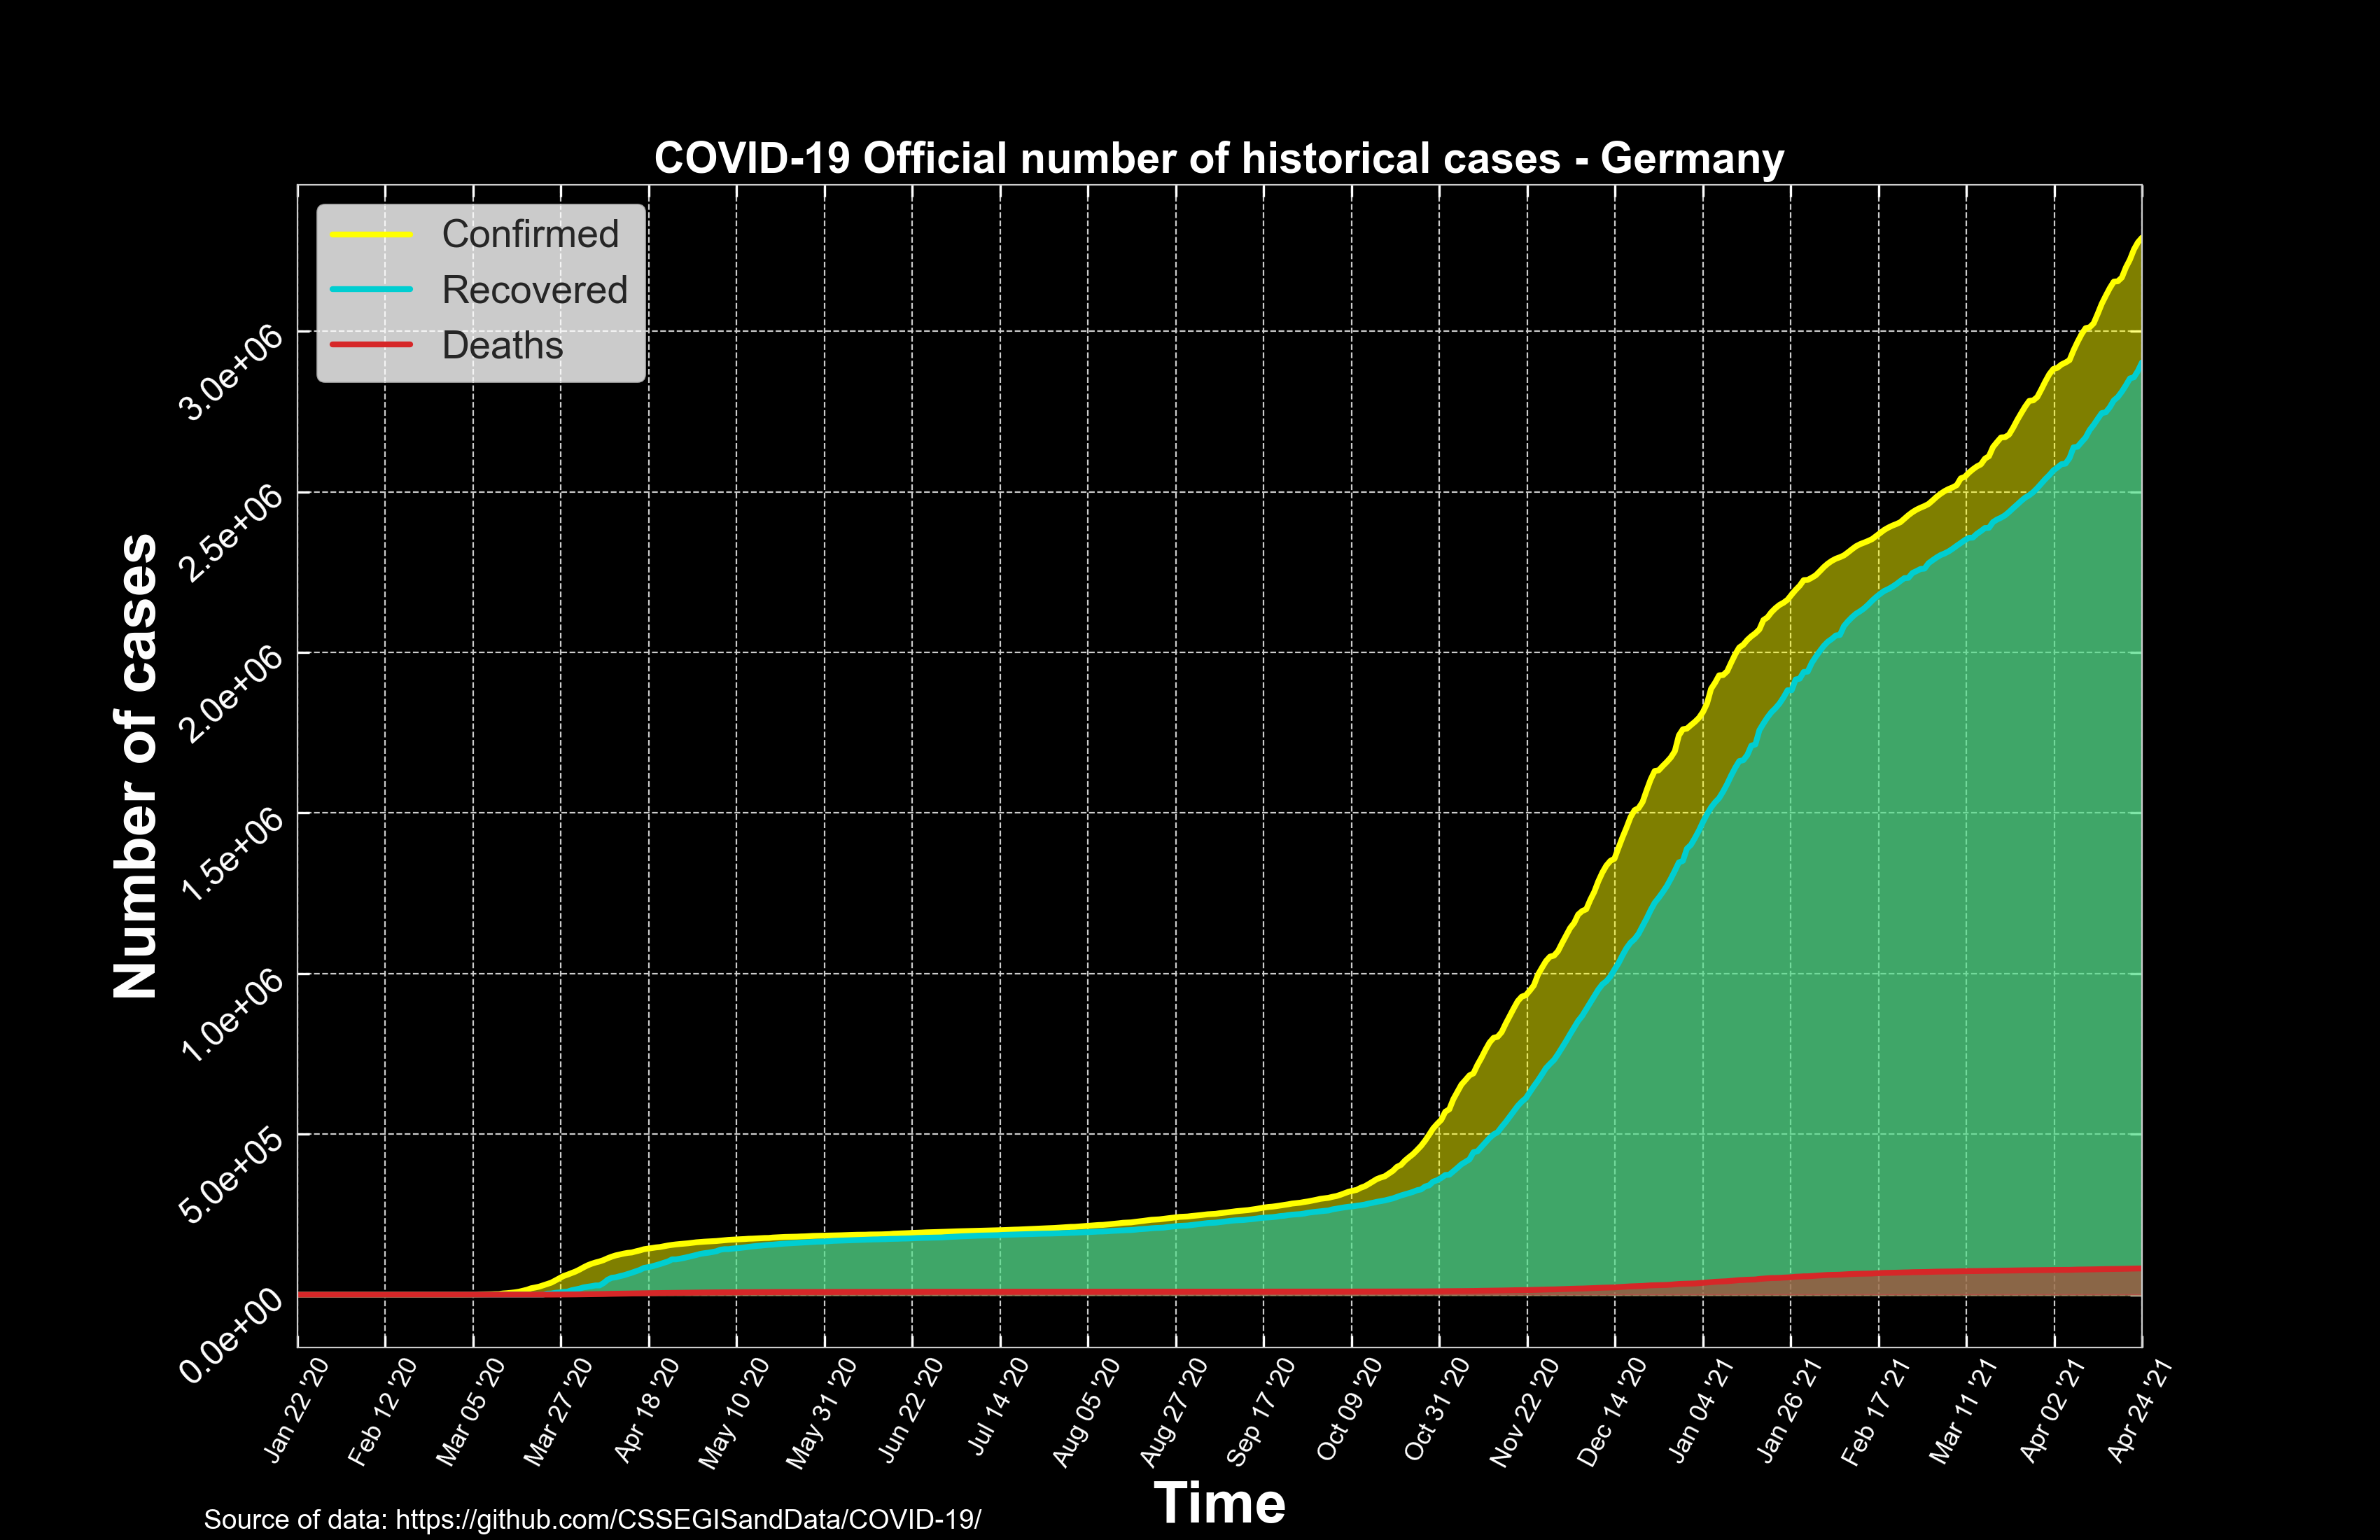 COVID-19 Official number of historical cases - Germany
Confirmed
Recovered
Deaths
Number of cases
3.0e+06
2.5e+06
2.0e+06
1.5e+06
1.0e+06
5.0e+05
0.0e+00
Jan 22 '20
Feb 12 '20
Mar 05 '20
Mar 27 '20
Apr 18 '20
May 10 '20
May 31 '20
Jun 22 '20
Jul 14 '20
Aug 05 '20
Aug 27 '20
Sep 17 '20
Oct 09 '20
Oct 31 '20
Nov 22 '20
Dec 14 '20
Jan 04 '21
Jan 26 '21
Feb 17 '21
Mar 11 '21
Apr 02 '21
Apr 24 '21
Time
Source of data: https://github.com/CSSEGISandData/COVID-19/